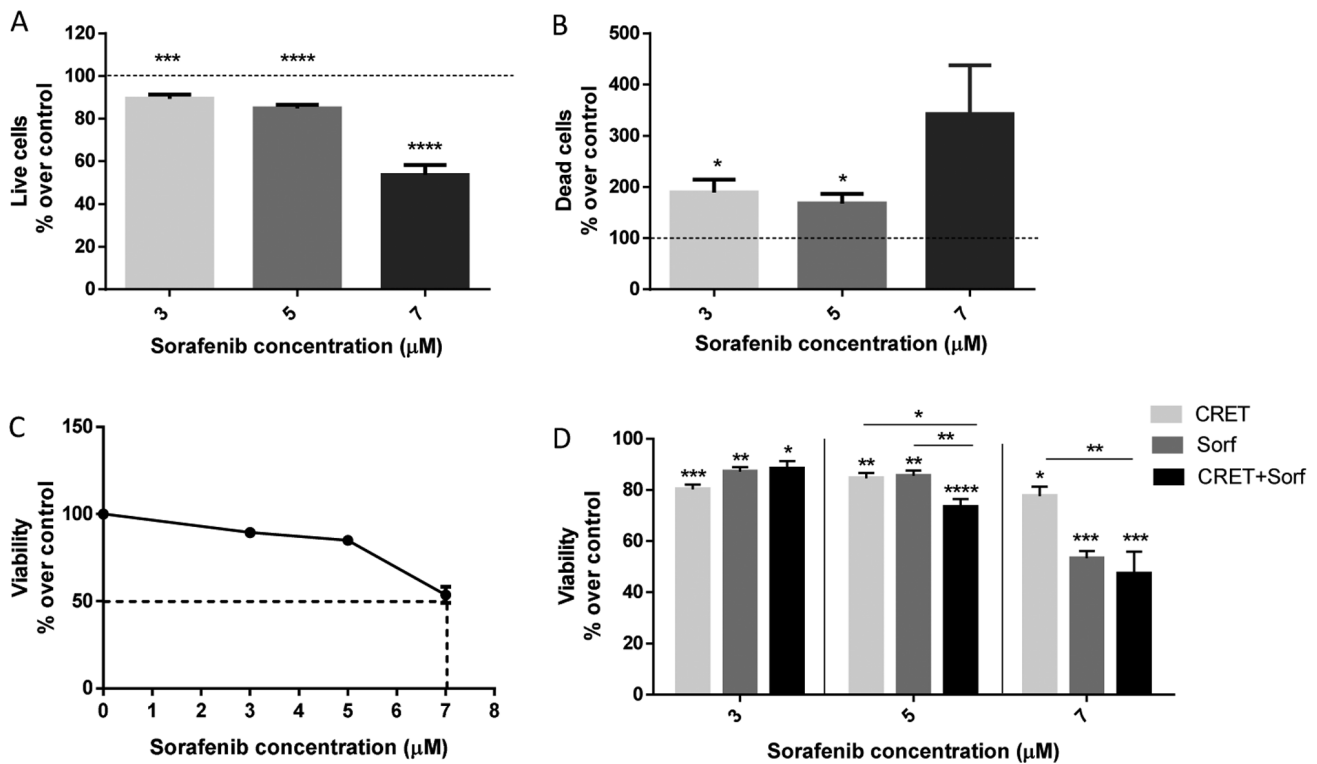 A
120
100
80
60
40
20
0
Live cells
% over control
***
****
****
3
5
7
Sorafenib concentration (μM)
B
500
400
300
200
100
0
Dead cells
% over control
*
*
3
5
7
Sorafenib concentration (μM)
C
150
100
50
0
Viability
% over control
0 1 2 3 4 5 6 7 8
Sorafenib concentration (μM)
D
100
80
60
40
20
0
Viability
% over control
***
**
*
**
**
****
*
**
*
***
***
**
3
5
7
Sorafenib concentration (μM)
CRET
Sorf
CRET+Sorf